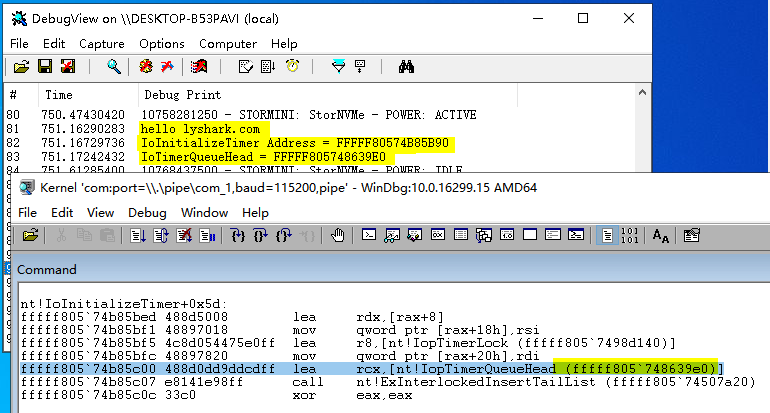 DebugView on \\DESKTOP-B53PAVI (local)
File Edit Capture Options Computer Help
# Time Debug Print
80 750.47430420 10758281250 - STORMINI: StorNVMe - POWER: ACTIVE
81 751.16290283 hello lyshark.com
82 751.16729736 IoInitializeTimer Address = FFFFF80574B85B90
83 751.17242432 IoTimerQueueHead = FFFFF805748639E0
84 751.61285400 10768437500 - STORMINI: StorNVMe - POWER: IDLE
Kernel 'com:port=\\.\pipe\com_1,baud=115200,pipe' - WinDbg:10.0.16299.15 AMD64
File Edit View Debug Window Help
Command
nt!IoInitializeTimer+0x5d:
fffff805`74b85bed 488d5008 lea rdx,[rax+8]
fffff805`74b85bf1 48897018 mov qword ptr [rax+18h],rsi
fffff805`74b85bf5 4c8d054475e0ff lea r8,[nt!IopTimerLock (fffff805`7498d140)]
fffff805`74b85bfc 48897820 mov qword ptr [rax+20h],rdi
fffff805`74b85c00 488d0dd9ddcdff lea rcx,[nt!IopTimerQueueHead (fffff805`748639e0)]
fffff805`74b85c07 e8141e98ff call nt!ExInterlockedInsertTailList (fffff805`74507a20)
fffff805`74b85c0c 33c0 xor eax,eax